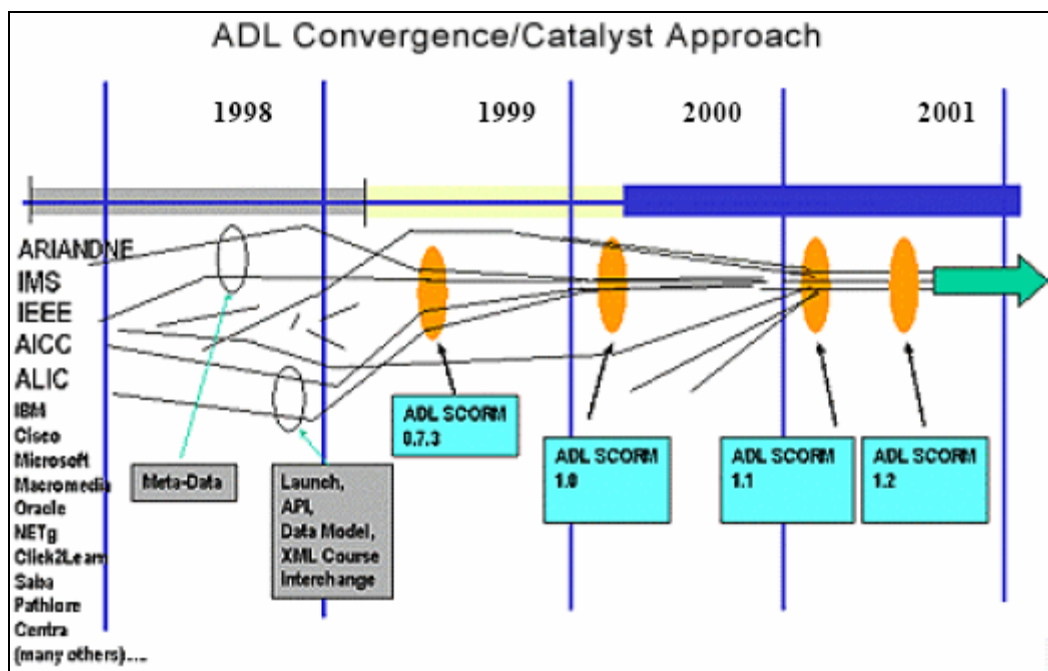 ADL Convergence/Catalyst Approach
1998
1999
2000
2001
ARIANDNE
IMS
IEEE
AICC
ALIC
IBM
Cisco
Microsoft
Macromedia
Oracle
NETg
Click2Learn
Saba
Pathlore
Centra
(many others)....
Meta-Data
Launch,
API,
Data Model,
XML Course
Interchange
ADL SCORM
0.7.3
ADL SCORM
1.0
ADL SCORM
1.1
ADL SCORM
1.2